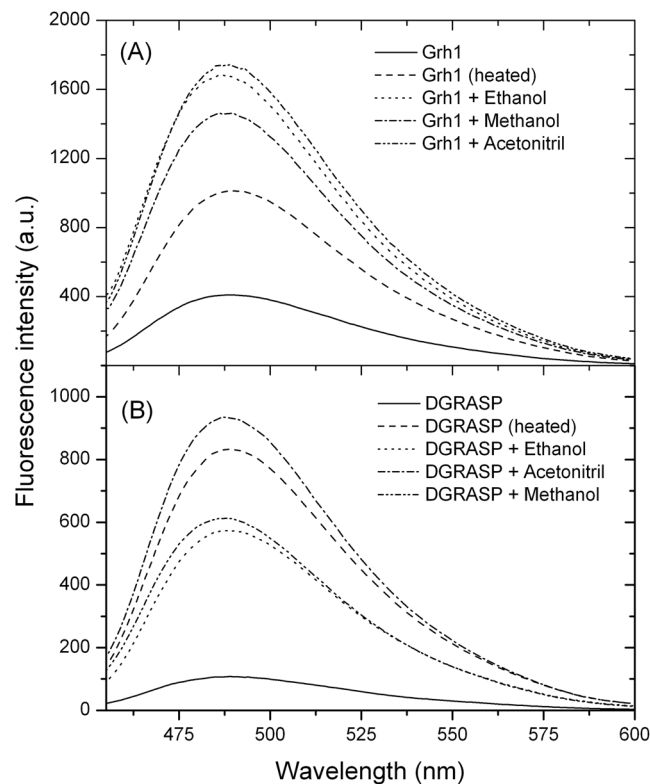 Fluorescence intensity (a.u.)
(A)
Grh1
Grh1 (heated)
Grh1 + Ethanol
Grh1 + Methanol
Grh1 + Acetonitril
2000
1600
1200
800
400
(B)
DGRASP
DGRASP (heated)
DGRASP + Ethanol
DGRASP + Acetonitril
DGRASP + Methanol
1000
800
600
400
200
0
475 500 525 550 575 600
Wavelength (nm)